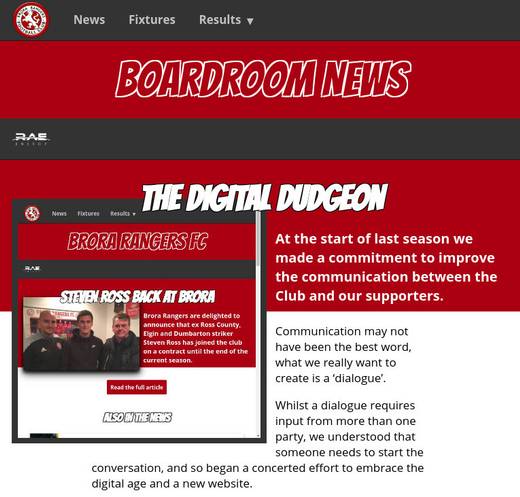 News Fixtures Results ▼
BOARDROOM NEWS
RAE
ENERGY
THE DIGITAL DUDGEON
News Fixtures Results ▼
BRORA RANGERS FC
RAE
STEVEN ROSS BACK AT BRORA
Brora Rangers are delighted to
announce that ex Ross County,
Elgin and Dumbarton striker
Steven Ross has joined the club
on a contract until the end of the
current season.
Read the full article
ALSO IN THE NEWS
At the start of last season we
made a commitment to improve
the communication between the
Club and our supporters.
Communication may not
have been the best word,
what we really want to
create is a ‘dialogue’.
Whilst a dialogue requires
input from more than one
party, we understood that
someone needs to start the
conversation, and so began a concerted effort to embrace the
digital age and a new website.